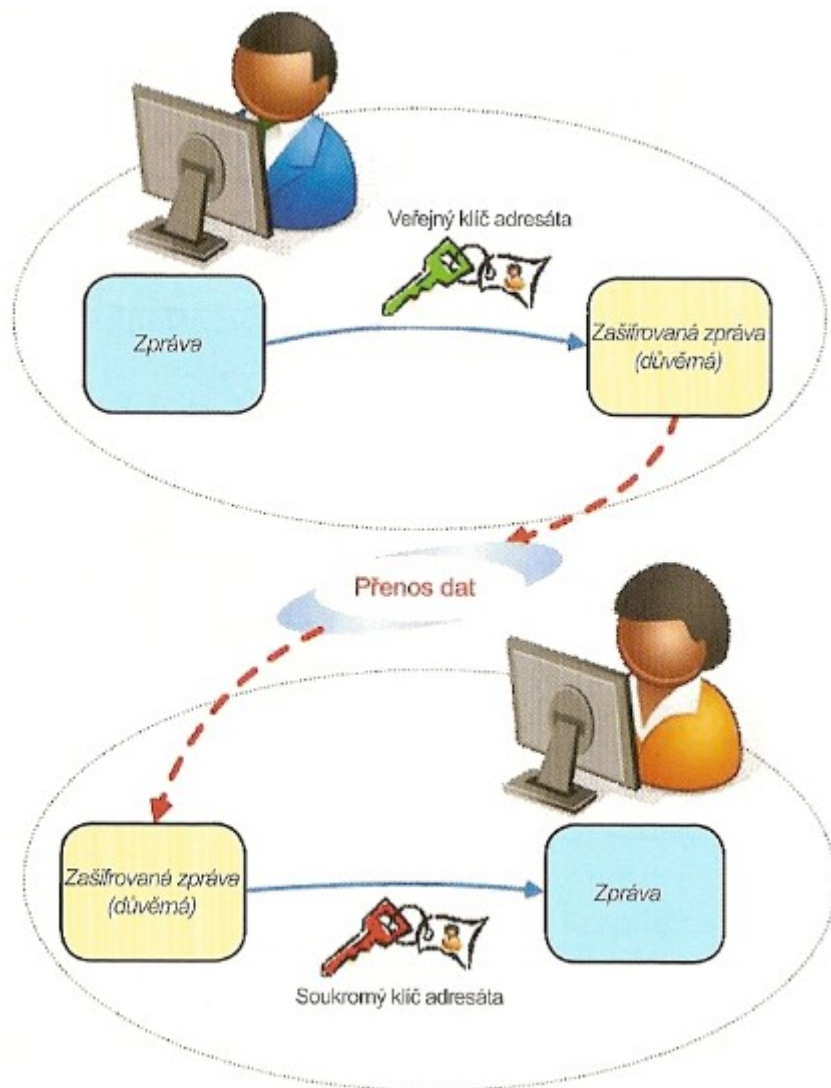 Veřejný klíč adresáta
Zpráva
Zašifrovaná zpráva
(důvěrná)
Přenos dat
Zašifrovaná zpráva
(důvěrná)
Zpráva
Soukromý klíč adresáta